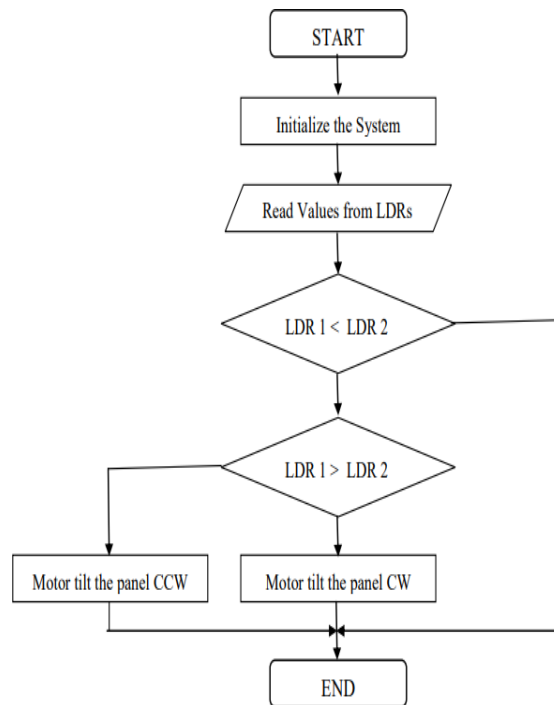 START
Initialize the System
Read Values from LDRs
LDR 1 < LDR 2
LDR 1 > LDR 2
Motor tilt the panel CCW
Motor tilt the panel CW
END